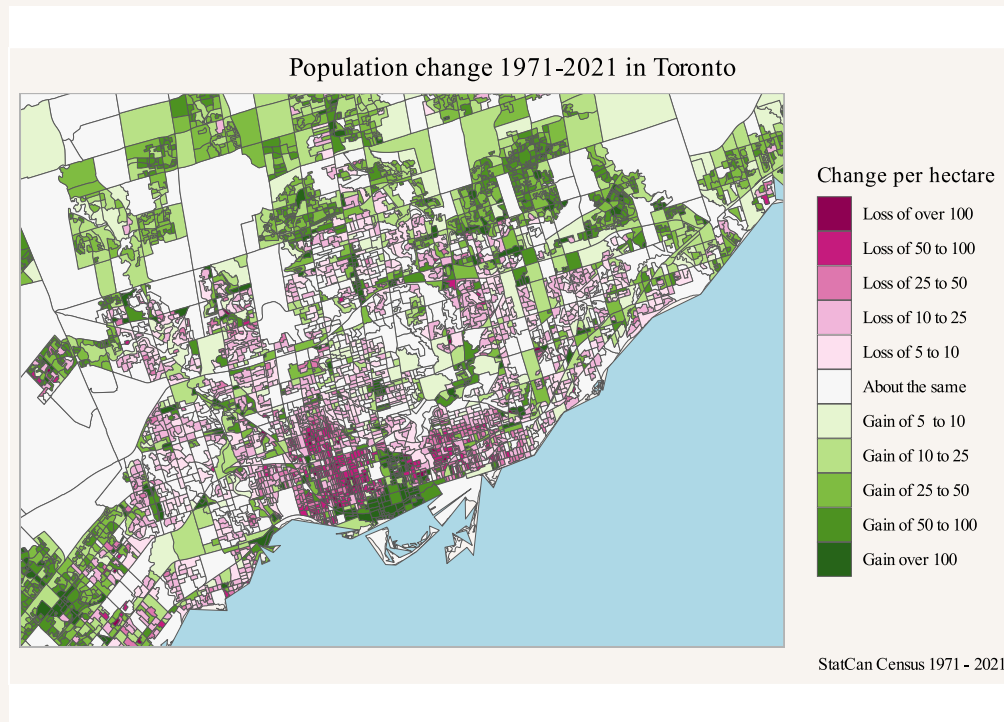 Population change 1971-2021 in Toronto
Change per hectare
Loss of over 100
Loss of 50 to 100
Loss of 25 to 50
Loss of 10 to 25
Loss of 5 to 10
About the same
Gain of 5 to 10
Gain of 10 to 25
Gain of 25 to 50
Gain of 50 to 100
Gain over 100
StatCan Census 1971 - 2021